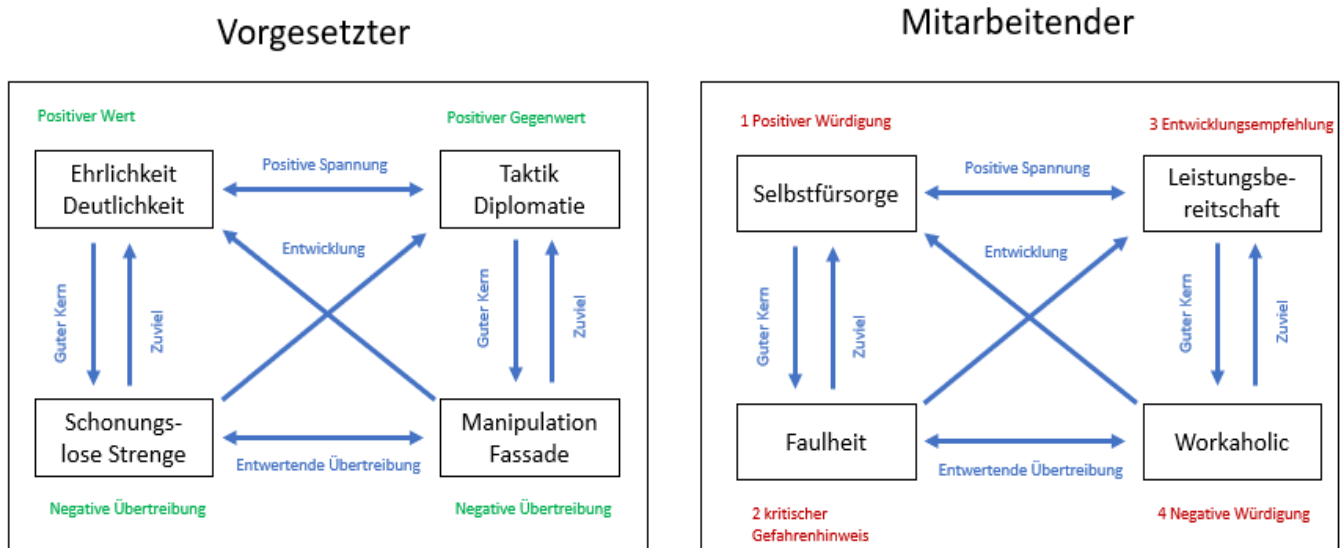 Vorgesetzter
Positiver Wert
Positiver Gegenwert
Ehrlichkeit
Deutlichkeit
Positive Spannung
Taktik
Diplomatie
Entwicklung
Guter Kern
Zuviel
Guter Kern
Zuviel
Schonungs-
lose Strenge
Entwertende Übertreibung
Manipulation
Fassade
Negative Übertreibung
Negative Übertreibung
Mitarbeitender
1 Positiver Würdigung
3 Entwicklungsempfehlung
Selbstfürsorge
Positive Spannung
Leistungsbe-
reitschaft
Entwicklung
Guter Kern
Zuviel
Guter Kern
Zuviel
Faulheit
Entwertende Übertreibung
Workaholic
2 kritischer
Gefahrenhinweis
4 Negative Würdigung